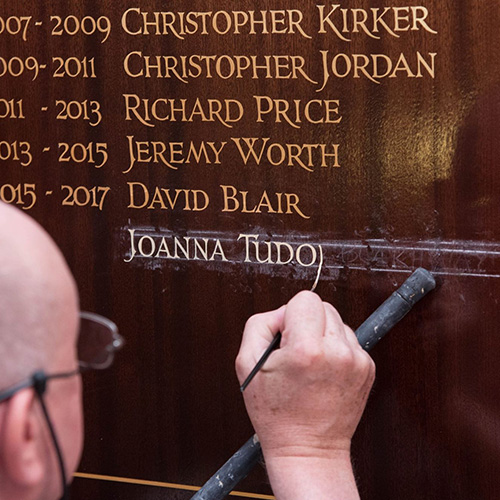 007 - 2009 CHRISTOPHER KIRKER
009 - 2011 CHRISTOPHER JORDAN
011 - 2013 RICHARD PRICE
013 - 2015 JEREMY WORTH
015 - 2017 DAVID BLAIR
JOANNA TUDO